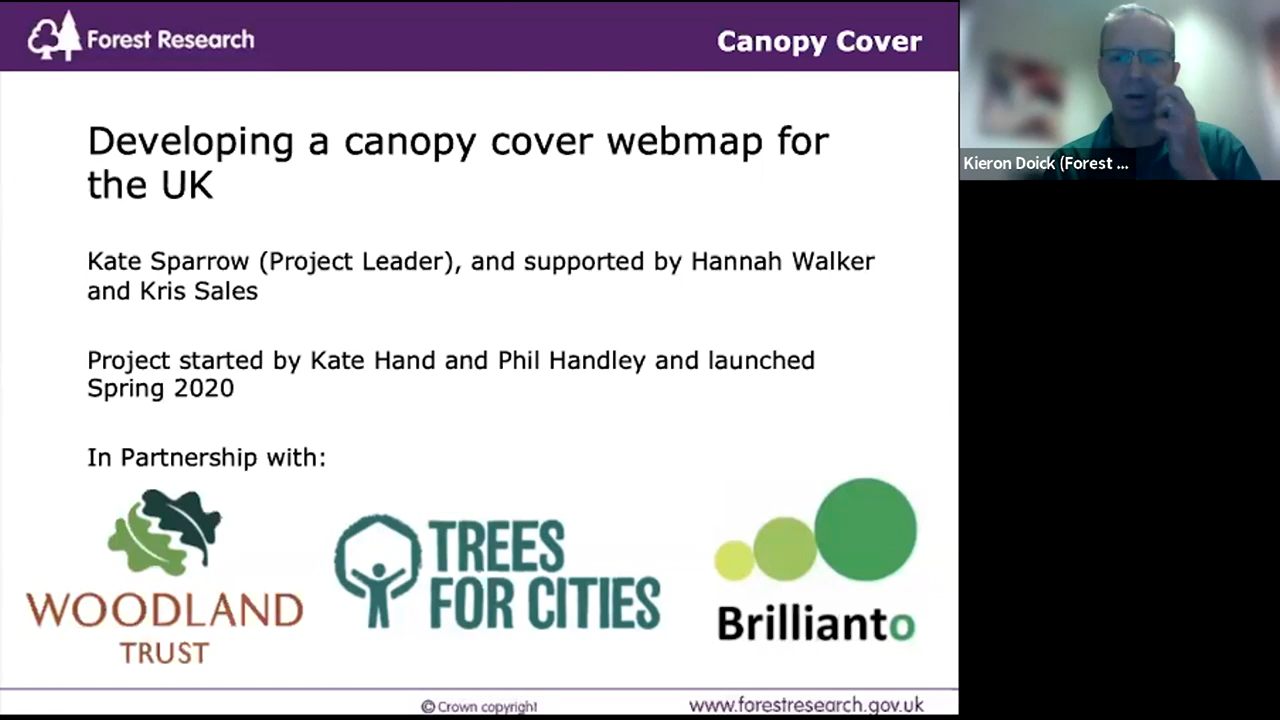 Forest Research
Canopy Cover
Developing a canopy cover webmap for
the UK
Kate Sparrow (Project Leader), and supported by Hannah Walker
and Kris Sales
Project started by Kate Hand and Phil Handley and launched
Spring 2020
In Partnership with:
WOODLAND
TRUST
TREES
FOR CITIES
Brillianto
© Crown copyright
www.forestresearch.gov.uk
Kieron Doick (Forest ...